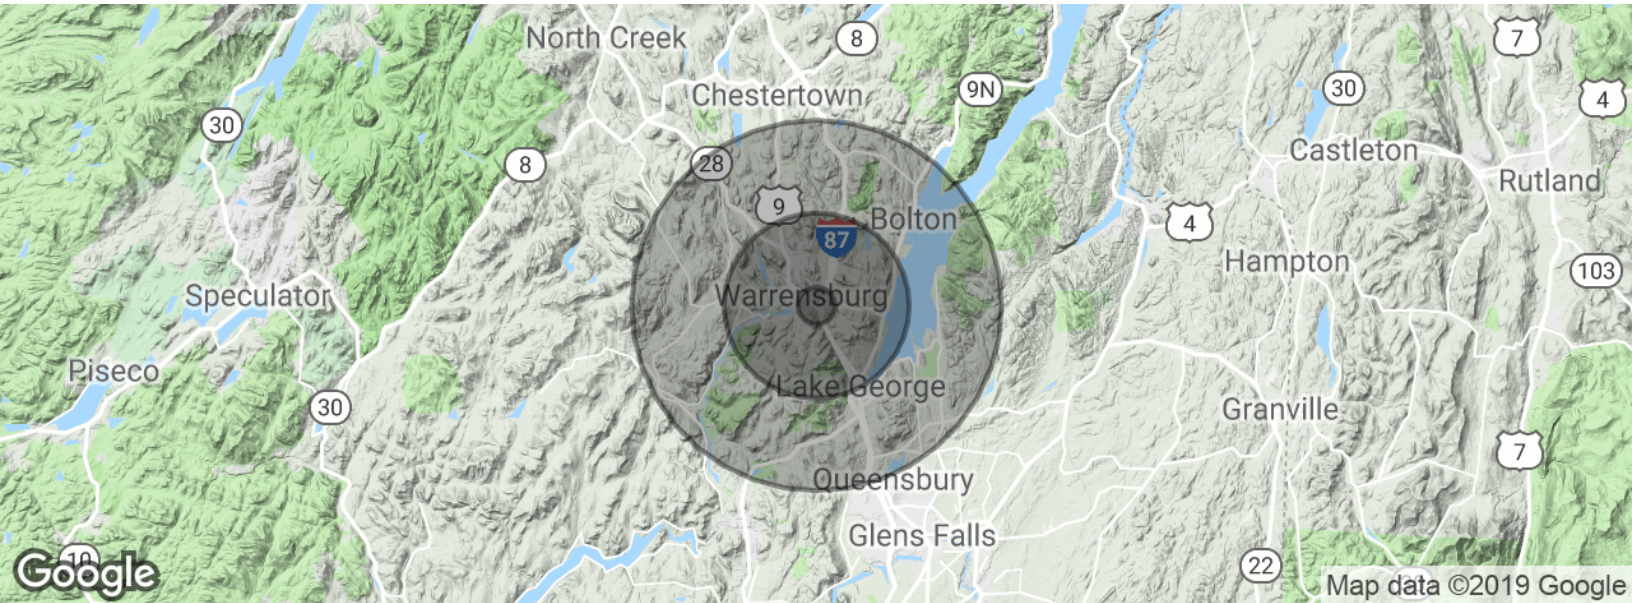 North Creek
8
7
Chestertown
9N
30
4
30
8
28
Castleton
Rutland
9
Bolton
4
87
Hampton
103
Speculator
Warrensburg
Piseco
Lake George
30
Granville
7
Queensbury
Glens Falls
22
Google
Map data ©2019 Google